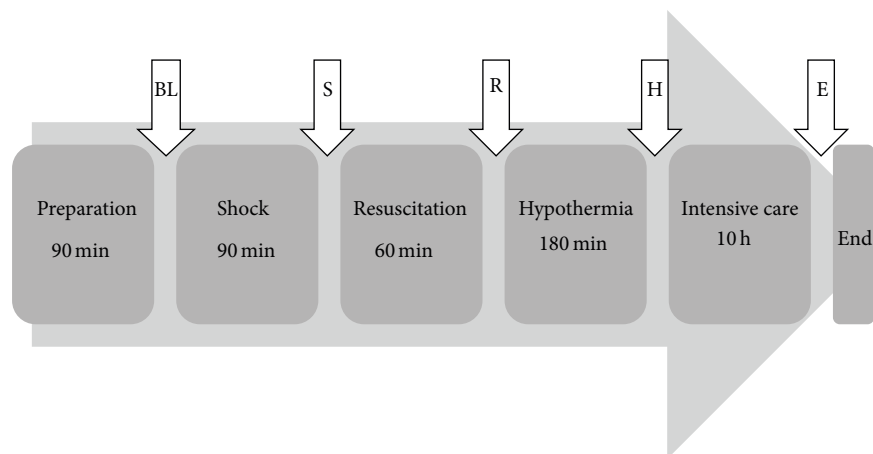 BL
S
R
H
E
Preparation
90 min
Shock
90 min
Resuscitation
60 min
Hypothermia
180 min
Intensive care
10 h
End